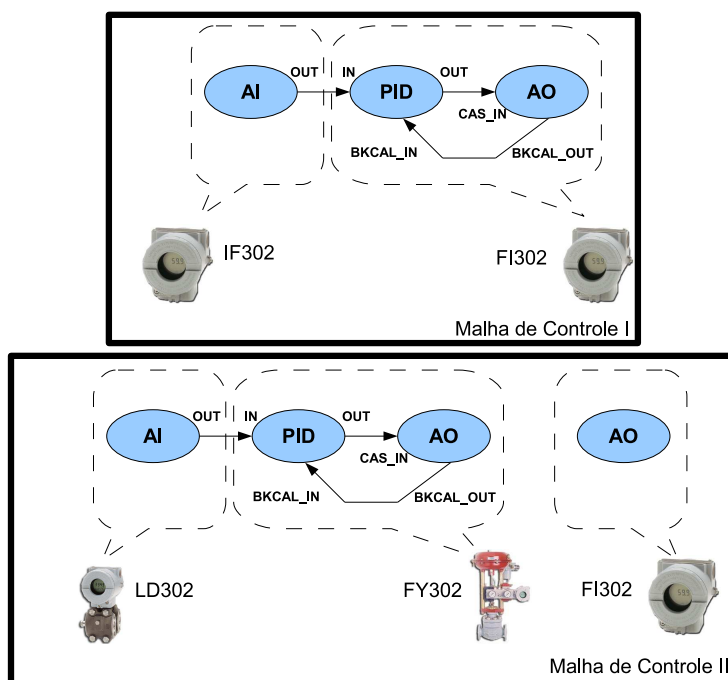 AI
OUT
IN
PID
OUT
AO
CAS_IN
BKCAL_IN
BKCAL_OUT
IF302
FI302
Malha de Controle I
AI
OUT
IN
PID
OUT
AO
CAS_IN
BKCAL_IN
BKCAL_OUT
AO
LD302
FY302
FI302
Malha de Controle II